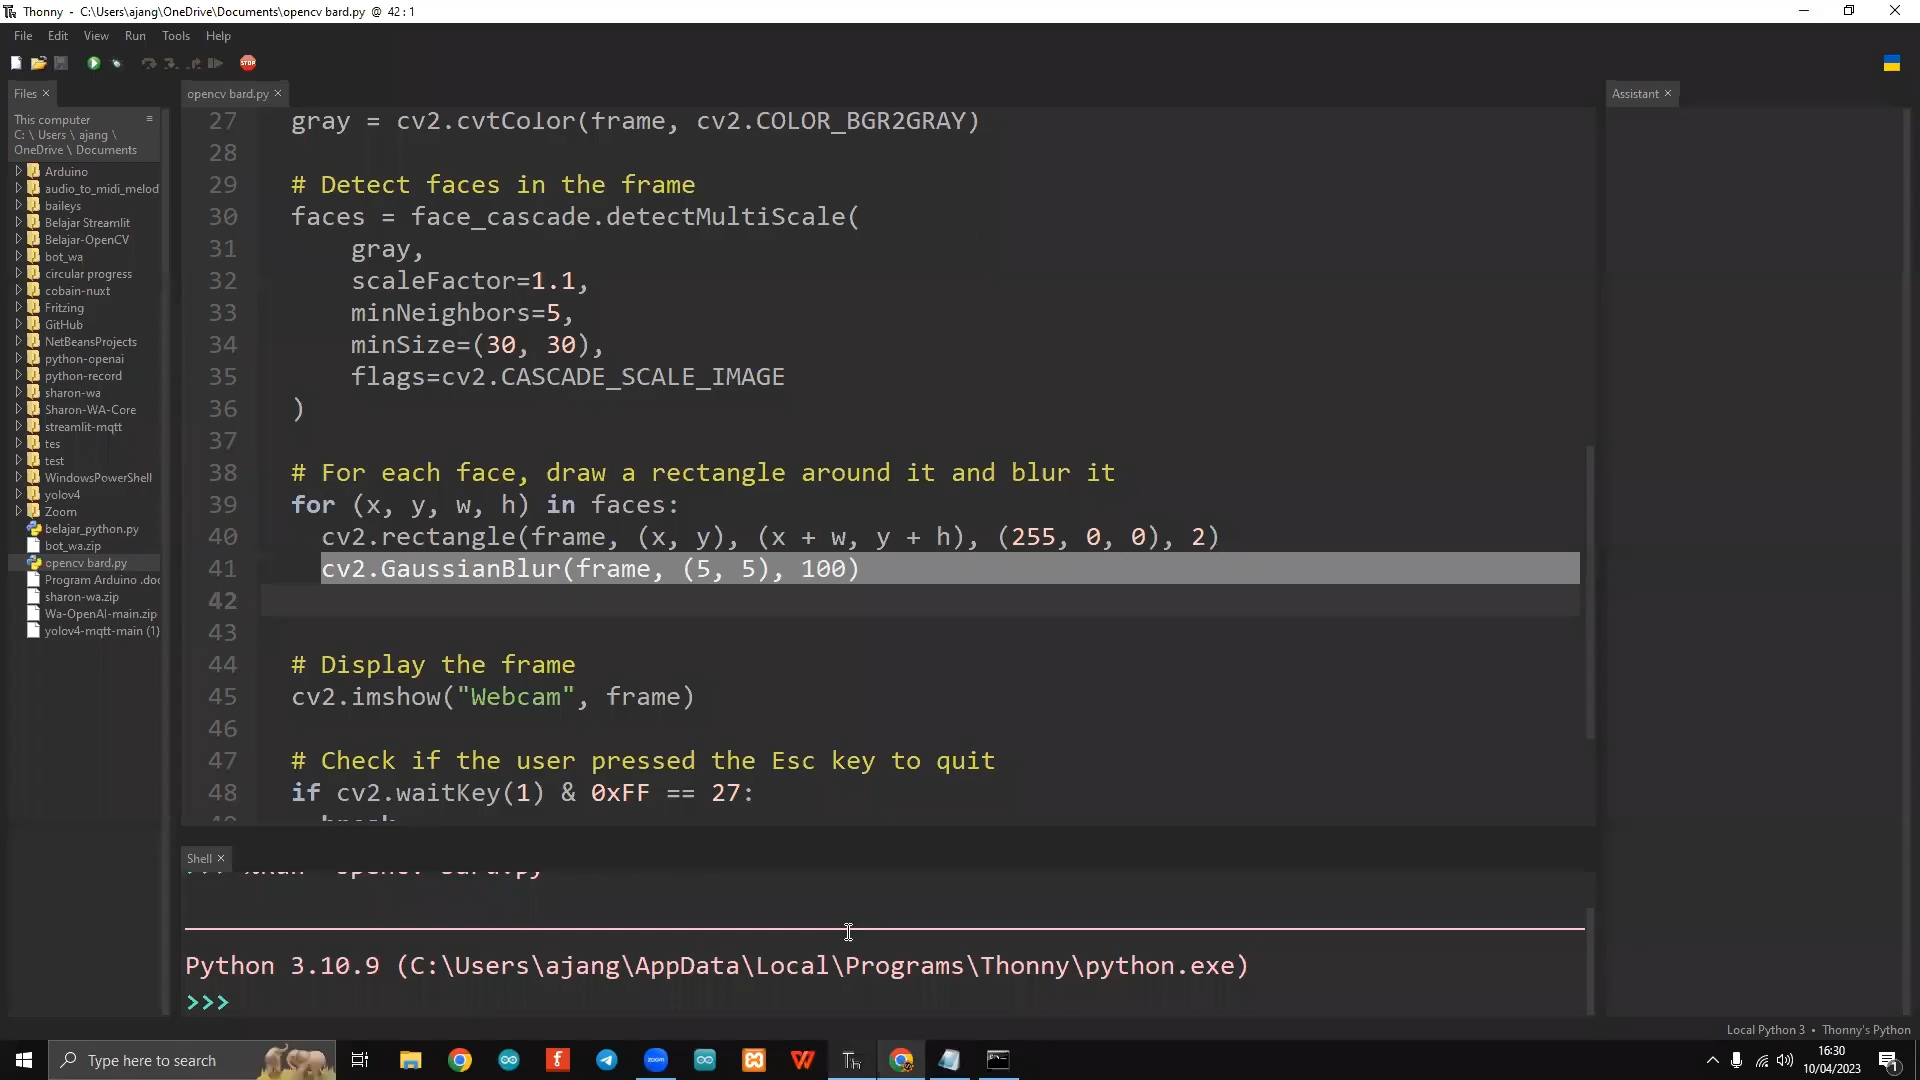 Thonny - C:\Users\ajang\OneDrive\Documents\opencv bard.py @ 42 : 1
File Edit View Run Tools Help
STOP
Files ×
opencv bard.py ×
Assistant ×
This computer
C: \ Users \ ajang \
OneDrive \ Documents
Arduino
audio_to_midi_melod
baileys
Belajar Streamlit
Belajar-OpenCV
bot_wa
circular progress
cobain-nuxt
Fritzing
GitHub
NetBeansProjects
python-openai
python-record
sharon-wa
Sharon-WA-Core
streamlit-mqtt
tes
test
WindowsPowerShell
yolov4
Zoom
belajar_python.py
bot_wa.zip
opencv bard.py
Program Arduino .doc
sharon-wa.zip
Wa-OpenAI-main.zip
yolov4-mqtt-main (1)
27 gray = cv2.cvtColor(frame, cv2.COLOR_BGR2GRAY)
28
29 # Detect faces in the frame
30 faces = face_cascade.detectMultiScale(
31 gray,
32 scaleFactor=1.1,
33 minNeighbors=5,
34 minSize=(30, 30),
35 flags=cv2.CASCADE_SCALE_IMAGE
36 )
37
38 # For each face, draw a rectangle around it and blur it
39 for (x, y, w, h) in faces:
40 cv2.rectangle(frame, (x, y), (x + w, y + h), (255, 0, 0), 2)
41 cv2.GaussianBlur(frame, (5, 5), 100)
42
43
44 # Display the frame
45 cv2.imshow("Webcam", frame)
46
47 # Check if the user pressed the Esc key to quit
48 if cv2.waitKey(1) & 0xFF == 27:
Shell ×
Python 3.10.9 (C:\Users\ajang\AppData\Local\Programs\Thonny\python.exe)
>>>
Local Python 3 • Thonny's Python
Type here to search
zoom
Th
16:30
10/04/2023
1